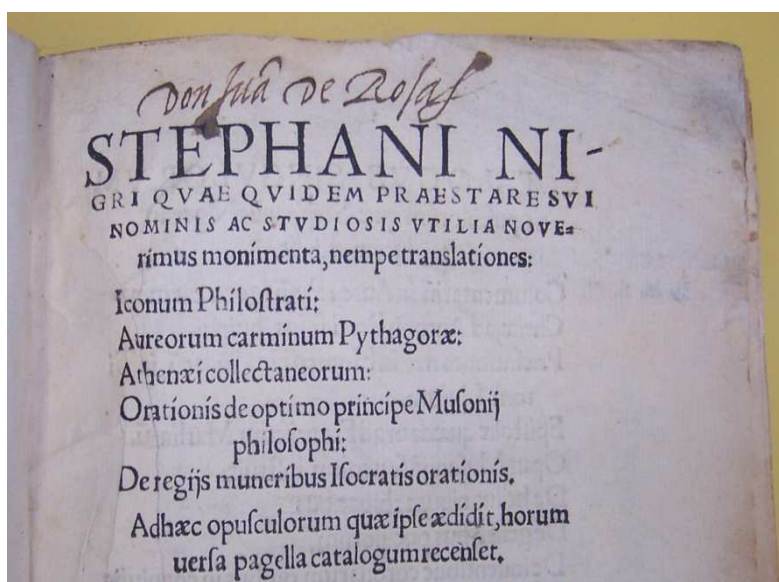 Don Juã De Rosas
STEPHANI NI-
GRI QVAE QVIDEM PRAESTARE SVI
NOMINIS AC STVDIOSIS VTILIA NOVE=
rimus monimenta, nempe translationes:
Iconum Philoſtrati:
Aureorum carminum Pythagoræ:
Athenæi collectaneorum:
Orationis de optimo principe Muſonij
philoſophi:
De regijs muneribus Iſocratis orationis.
Adhæc opuſculorum quæ ipſe ædidit, horum
uerſa pagella catalogum recenſet.